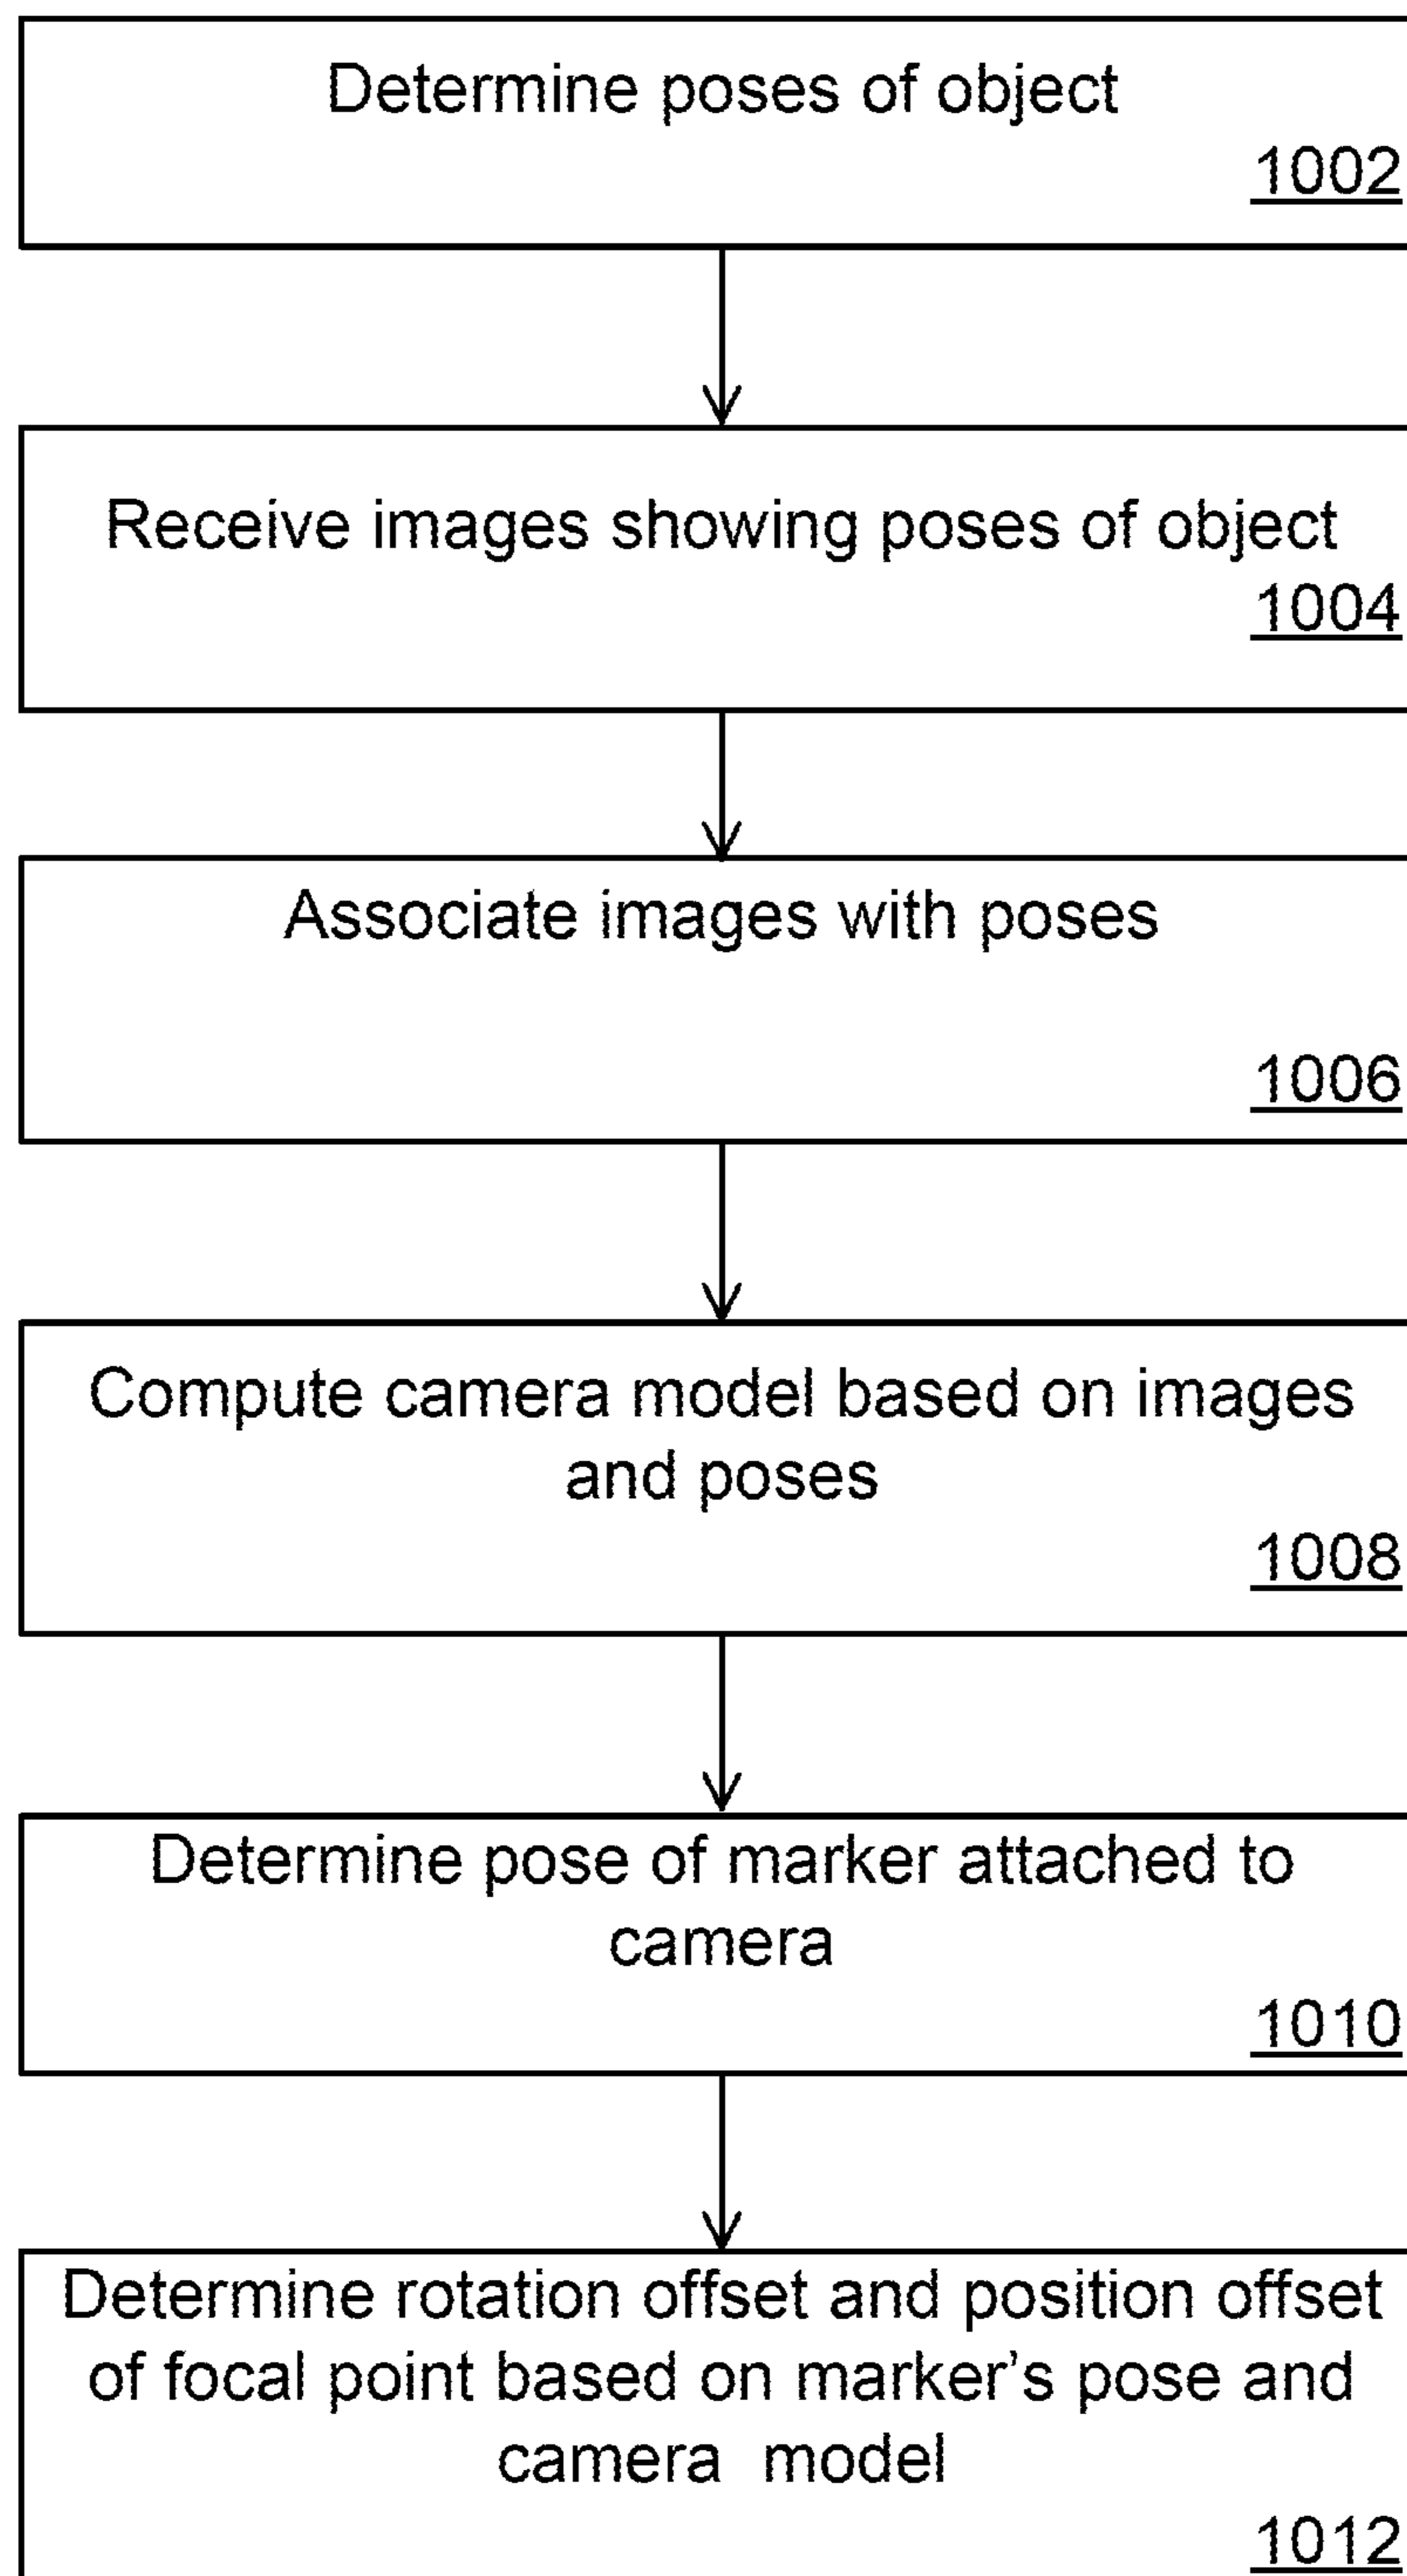 Determine poses of object
1002
Receive images showing poses of object
1004
Associate images with poses
1006
Compute camera model based on images
and poses
1008
Determine pose of marker attached to
camera
1010
Determine rotation offset and position offset
of focal point based on marker’s pose and
camera model
1012